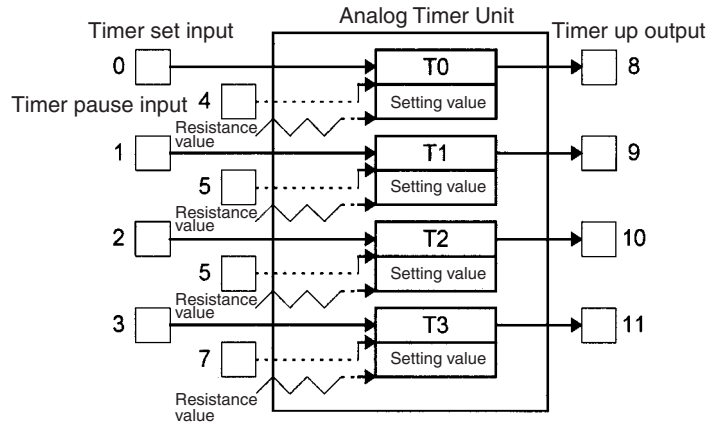 Analog Timer Unit
Timer set input
Timer up output
0
T0
8
Timer pause input
4
Setting value
Resistance
value
1
T1
9
5
Setting value
Resistance
value
2
T2
10
5
Setting value
Resistance
value
3
T3
11
7
Setting value
Resistance
value